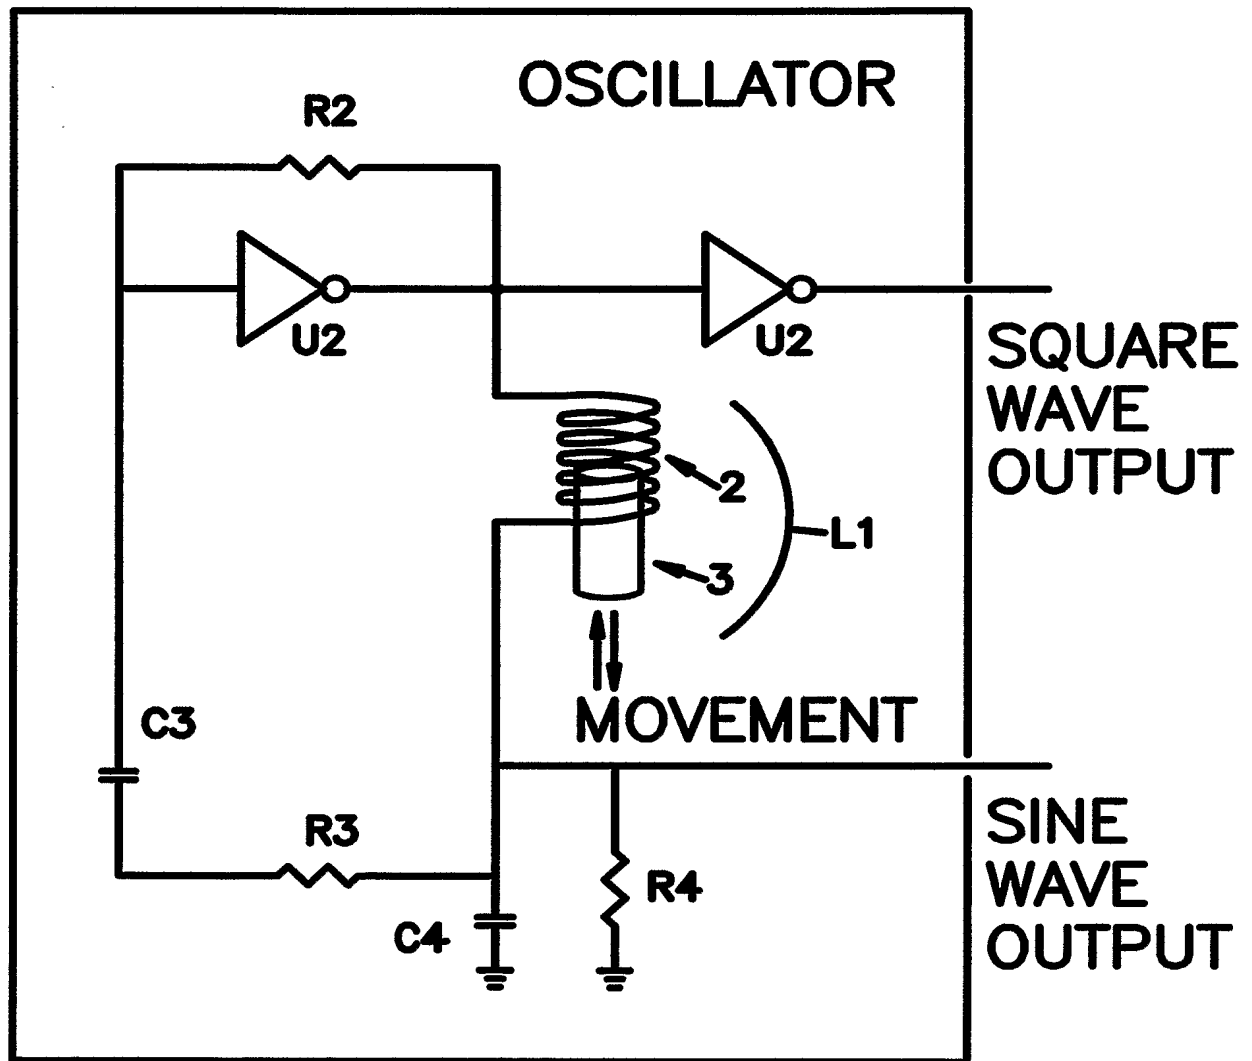 OSCILLATOR
R2
U2
U2
SQUARE
WAVE
OUTPUT
2
L1
3
MOVEMENT
C3
R3
R4
C4
SINE
WAVE
OUTPUT